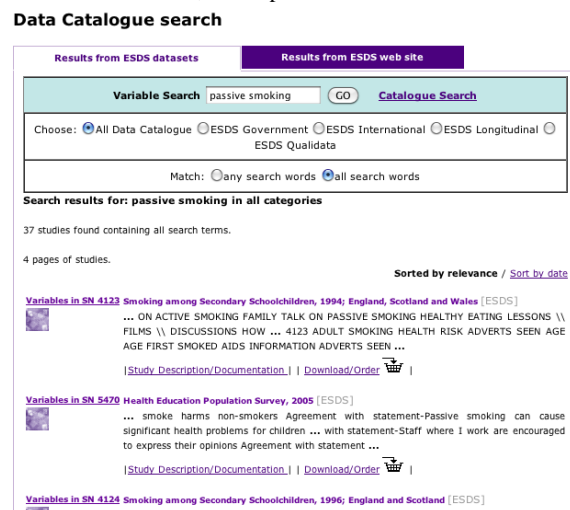 Data Catalogue search
Results from ESDS datasets Results from ESDS web site
Variable Search passive smoking GO Catalogue Search
Choose: All Data Catalogue ESDS Government ESDS International ESDS Longitudinal
ESDS Qualidata
Match: any search words all search words
Search results for: passive smoking in all categories
37 studies found containing all search terms.
4 pages of studies.
Sorted by relevance / Sort by date
Variables in SN 4123 Smoking among Secondary Schoolchildren, 1994; England, Scotland and Wales [ESDS]
... ON ACTIVE SMOKING FAMILY TALK ON PASSIVE SMOKING HEALTHY EATING LESSONS \\
FILMS \\ DISCUSSIONS HOW ... 4123 ADULT SMOKING HEALTH RISK ADVERTS SEEN AGE
AGE FIRST SMOKED AIDS INFORMATION ADVERTS SEEN ...
|Study Description/Documentation | | Download/Order |
Variables in SN 5470 Health Education Population Survey, 2005 [ESDS]
... smoke harms non-smokers Agreement with statement-Passive smoking can cause
significant health problems for children ... with statement-Staff where I work are encouraged
to express their opinions Agreement with statement ...
|Study Description/Documentation | | Download/Order |
Variables in SN 4124 Smoking among Secondary Schoolchildren, 1996; England and Scotland [ESDS]